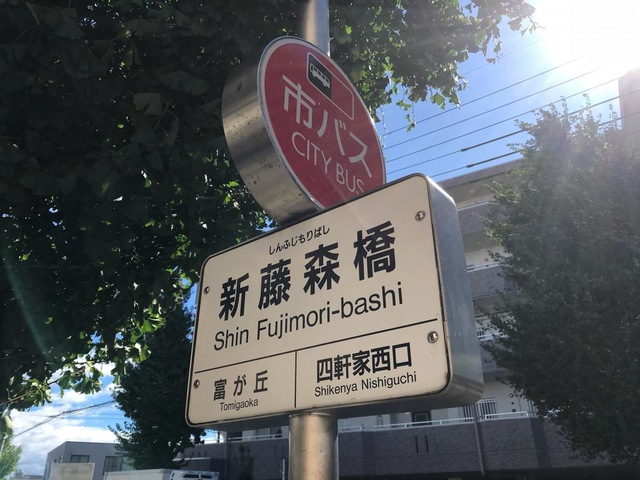 市バス
CITY BUS
しんふじもりばし
新藤森橋
Shin Fujimori-bashi
富が丘
Tomigaoka
四軒家西口
Shikenya Nishiguchi